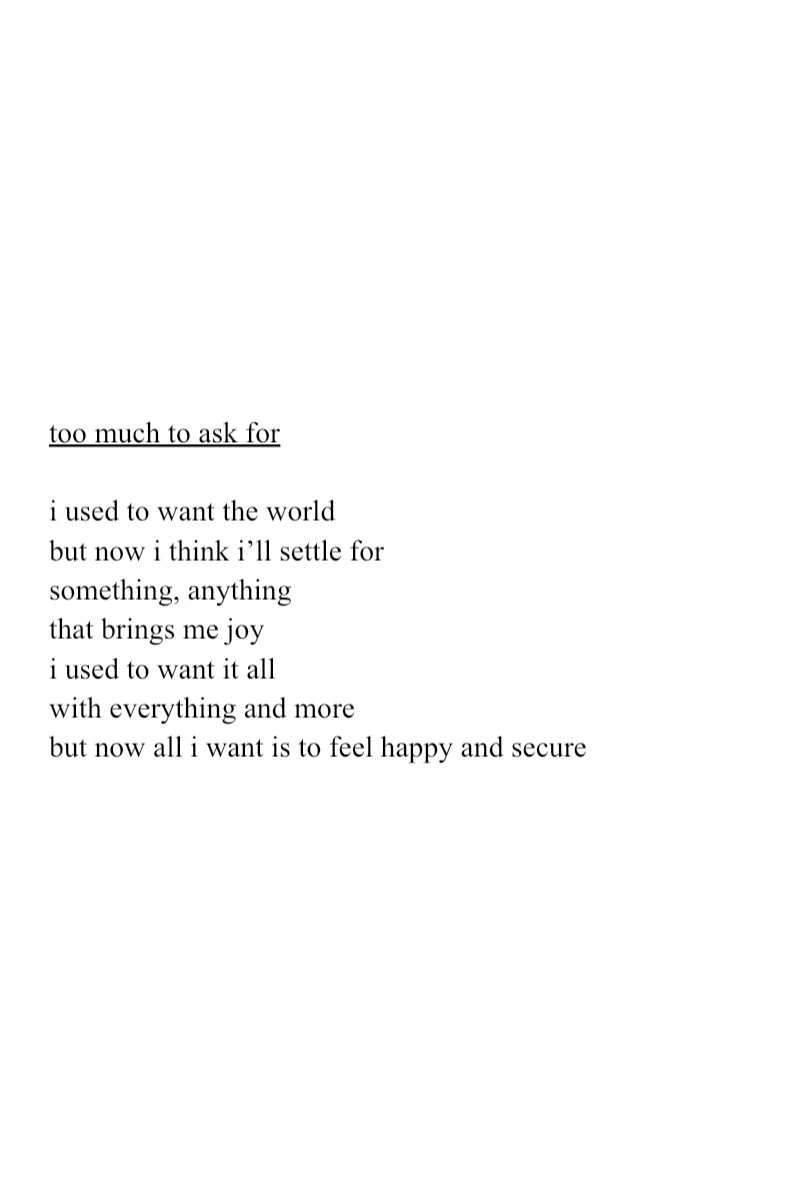 too much to ask for
i used to want the world
but now i think i’ll settle for
something, anything
that brings me joy
i used to want it all
with everything and more
but now all i want is to feel happy and secure